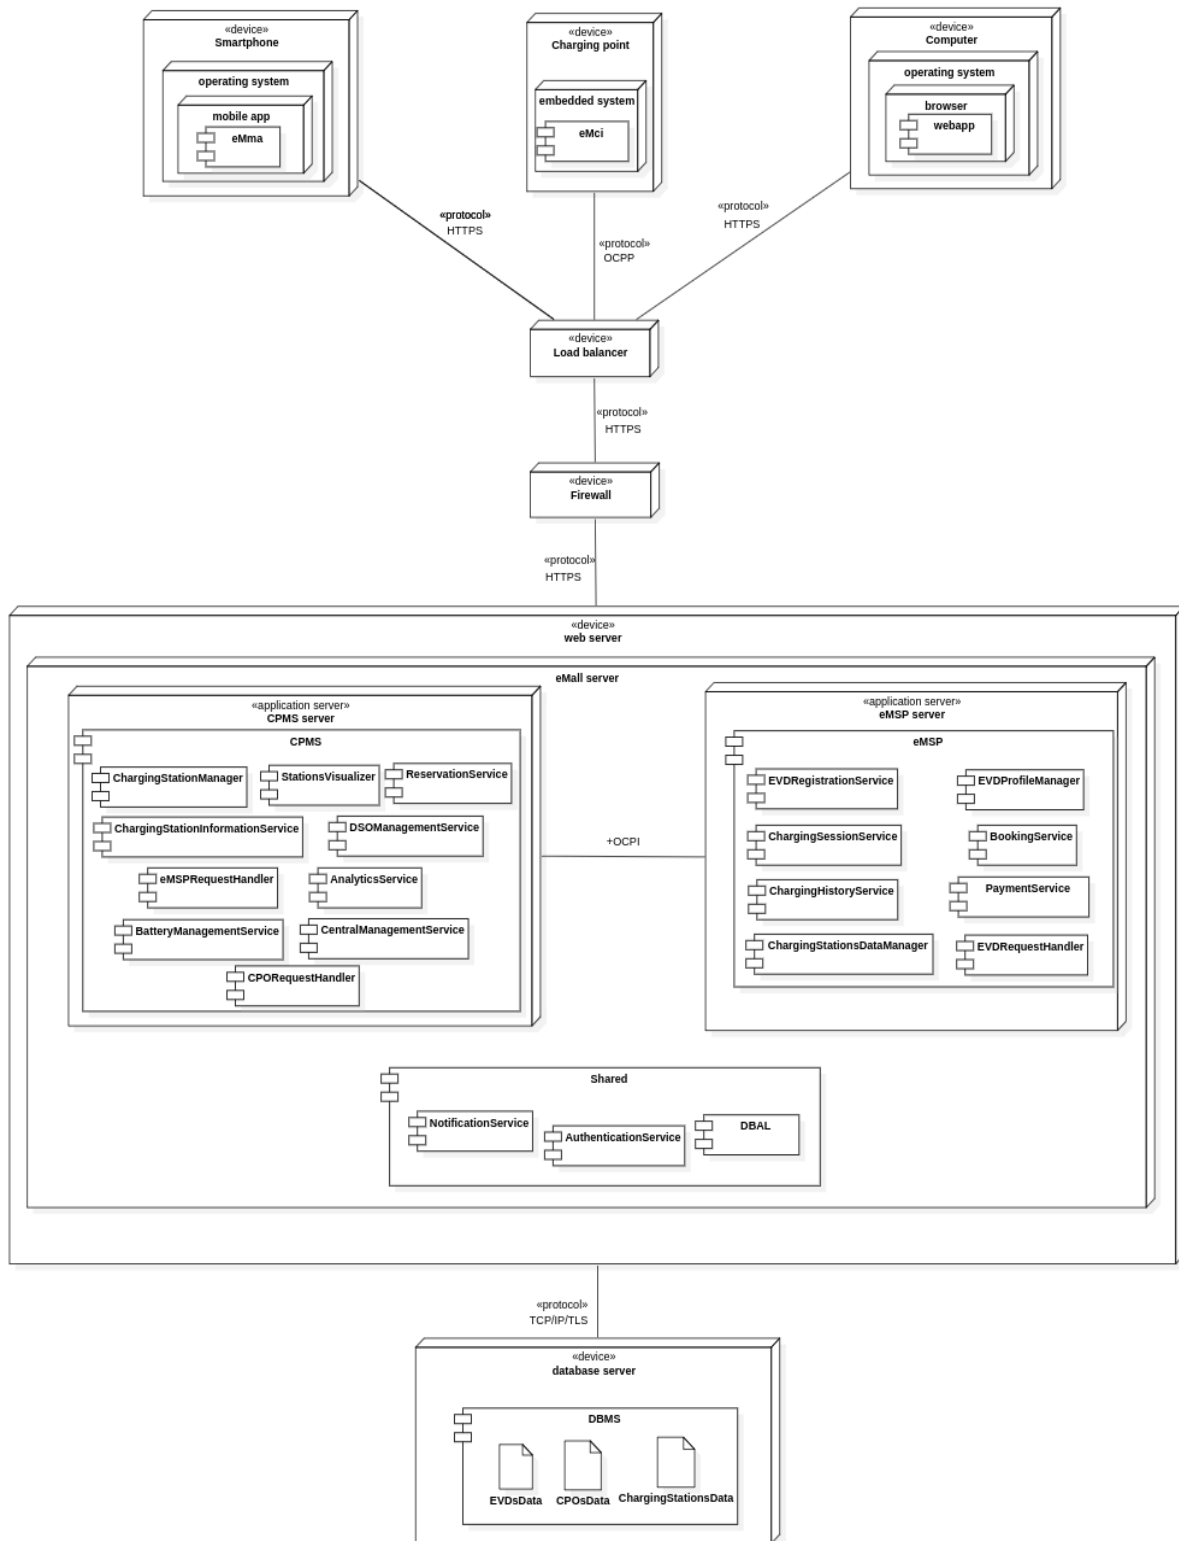 «device»
Smartphone
operating system
mobile app
eMma
«device»
Charging point
embedded system
eMci
«device»
Computer
operating system
browser
webapp
«protocol»
HTTPS
«protocol»
OCPP
«protocol»
HTTPS
«device»
Load balancer
«protocol»
HTTPS
«device»
Firewall
«protocol»
HTTPS
«device»
web server
eMall server
«application server»
CPMS server
CPMS
ChargingStationManager
StationsVisualizer
ReservationService
ChargingStationInformationService
DSOManagementService
eMSPRequestHandler
AnalyticsService
BatteryManagementService
CentralManagementService
CPORequestHandler
+OCPI
«application server»
eMSP server
eMSP
EVDRegistrationService
EVDProfileManager
ChargingSessionService
BookingService
ChargingHistoryService
PaymentService
ChargingStationsDataManager
EVDRequestHandler
Shared
NotificationService
AuthenticationService
DBAL
«protocol»
TCP/IP/TLS
«device»
database server
DBMS
EVDsData
CPOsData
ChargingStationsData